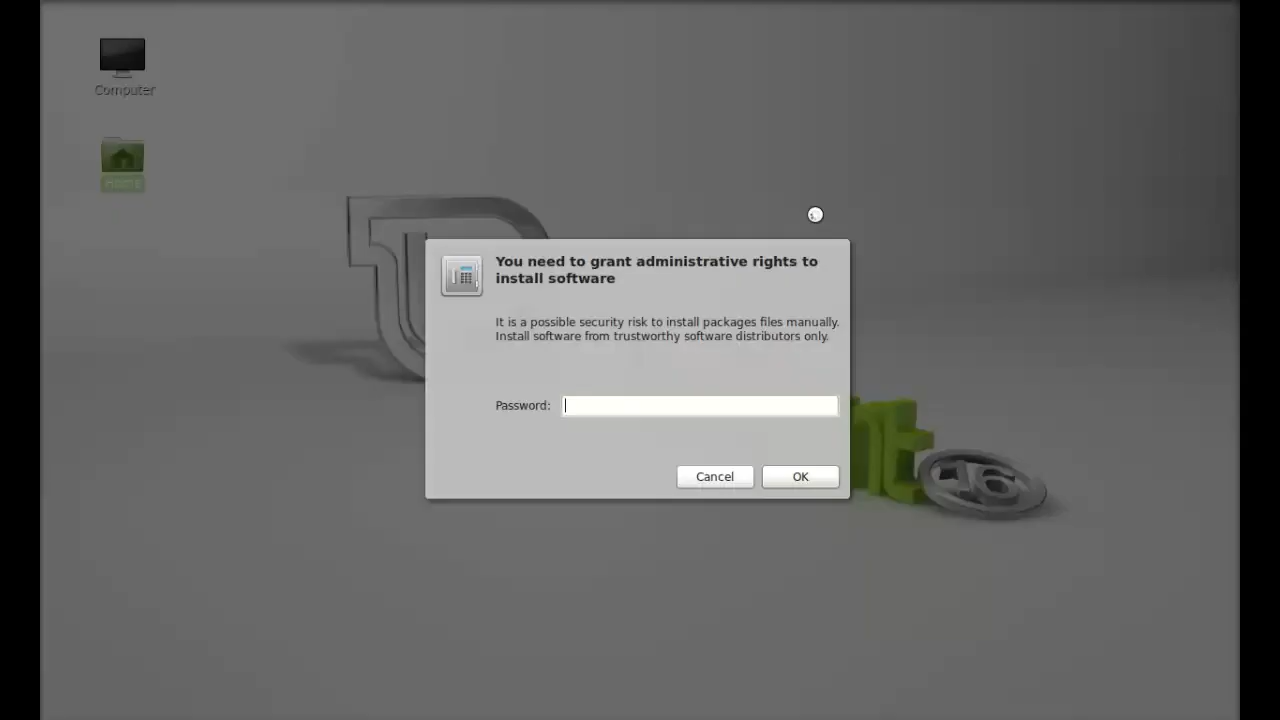 Computer
HOME
You need to grant administrative rights to
install software
It is a possible security risk to install packages files manually.
Install software from trustworthy software distributors only.
Password:
Cancel
OK
16